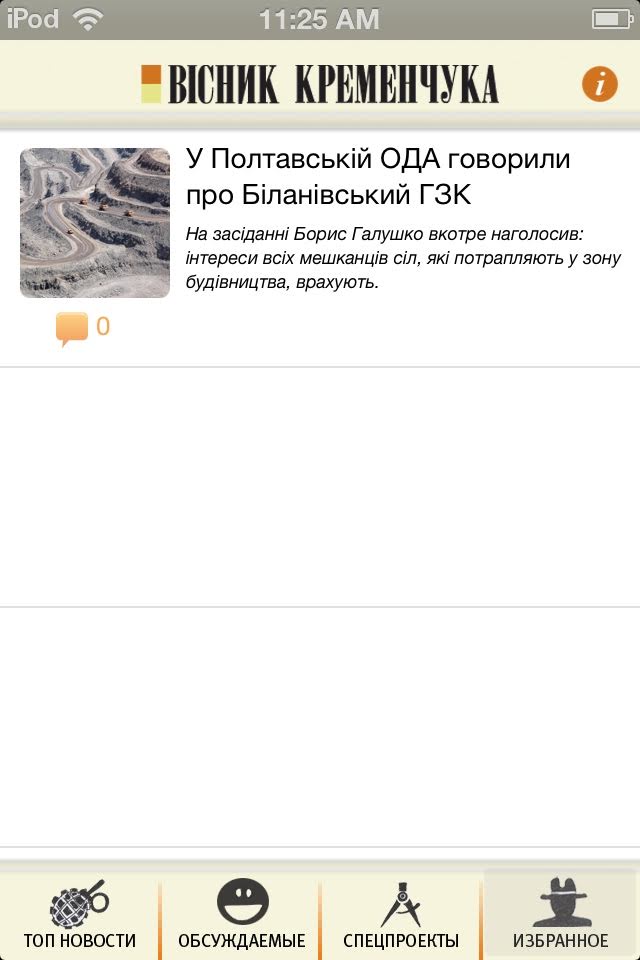 iPod 11:25 AM
ВІСНИК КРЕМЕНЧУКА i
У Полтавській ОДА говорили
про Біланівський ГЗК
На засіданні Борис Галушко вкотре наголосив:
інтереси всіх мешканців сіл, які потрапляють у зону
будівництва, врахують.
0
ТОП НОВОСТИ ОБСУЖДАЕМЫЕ СПЕЦПРОЕКТЫ ИЗБРАННОЕ